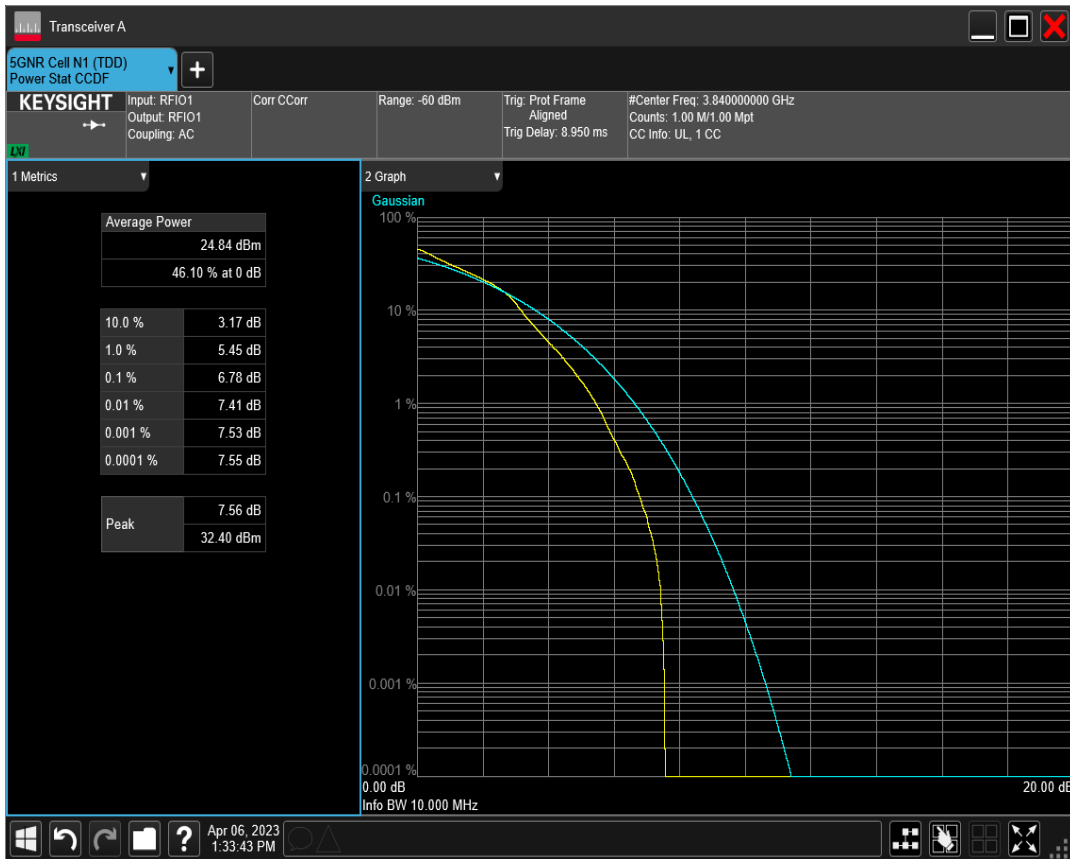 Transceiver A
5GNR Cell N1 (TDD)
Power Stat CCDF
KEYSIGHT
LXI
Input: RFIO1
Output: RFIO1
Coupling: AC
Corr CCorr
Range: -60 dBm
Trig: Prot Frame
Aligned
Trig Delay: 8.950 ms
#Center Freq: 3.840000000 GHz
Counts: 1.00 M/1.00 Mpt
CC Info: UL, 1 CC
1 Metrics
Average Power
24.84 dBm
46.10 % at 0 dB
10.0 % 3.17 dB
1.0 % 5.45 dB
0.1 % 6.78 dB
0.01 % 7.41 dB
0.001 % 7.53 dB
0.0001 % 7.55 dB
Peak 7.56 dB
32.40 dBm
2 Graph
Gaussian
100 %
10 %
1 %
0.1 %
0.01 %
0.001 %
0.0001 %
0.00 dB 20.00 dB
Info BW 10.000 MHz
Apr 06, 2023
1:33:43 PM